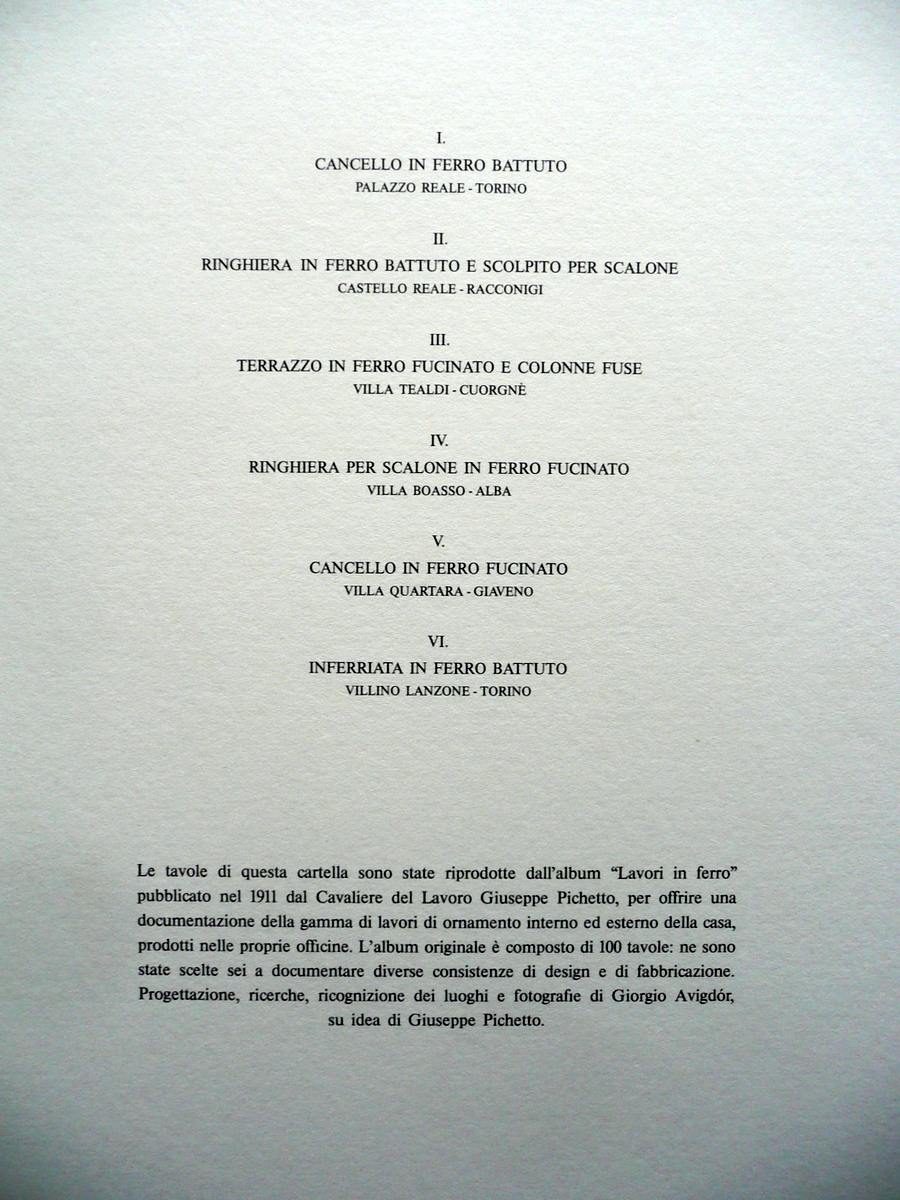 I.
CANCELLO IN FERRO BATTUTO
PALAZZO REALE - TORINO
II.
RINGHIERA IN FERRO BATTUTO E SCOLPITO PER SCALONE
CASTELLO REALE - RACCONIGI
III.
TERRAZZO IN FERRO FUCINATO E COLONNE FUSE
VILLA TEALDI - CUORGNÈ
IV.
RINGHIERA PER SCALONE IN FERRO FUCINATO
VILLA BOASSO - ALBA
V.
CANCELLO IN FERRO FUCINATO
VILLA QUARTARA - GIAVENO
VI.
INFERRIATA IN FERRO BATTUTO
VILLINO LANZONE - TORINO
Le tavole di questa cartella sono state riprodotte dall'album “Lavori in ferro”
pubblicato nel 1911 dal Cavaliere del Lavoro Giuseppe Pichetto, per offrire una
documentazione della gamma di lavori di ornamento interno ed esterno della casa,
prodotti nelle proprie officine. L'album originale è composto di 100 tavole: ne sono
state scelte sei a documentare diverse consistenze di design e di fabbricazione.
Progettazione, ricerche, ricognizione dei luoghi e fotografie di Giorgio Avigdór,
su idea di Giuseppe Pichetto.